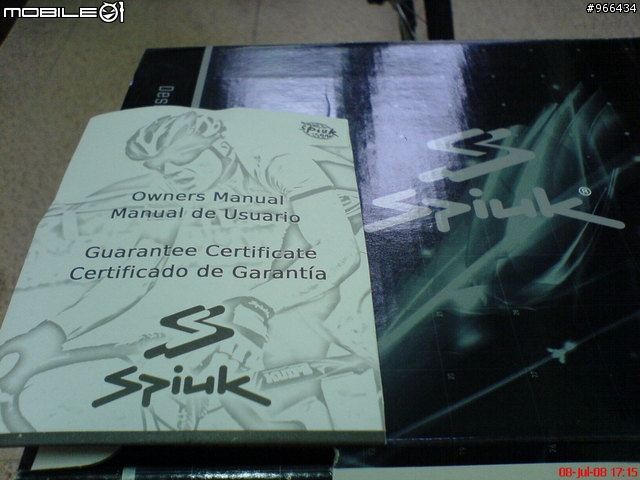 MOBILE01
#966434
Owners Manual
Manual de Usuario
Guarantee Certificate
Certificado de Garantía
Spiuk
Spiuk®
08-Jul-08 17:15